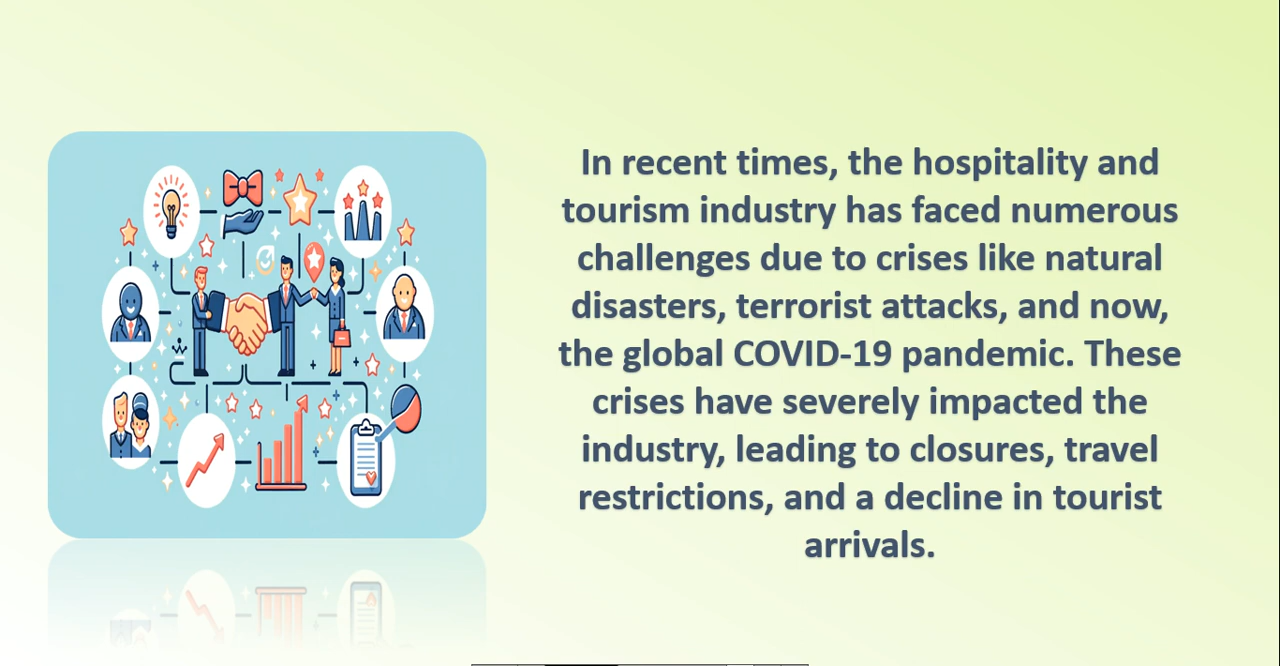 In recent times, the hospitality and
tourism industry has faced numerous
challenges due to crises like natural
disasters, terrorist attacks, and now,
the global COVID-19 pandemic. These
crises have severely impacted the
industry, leading to closures, travel
restrictions, and a decline in tourist
arrivals.